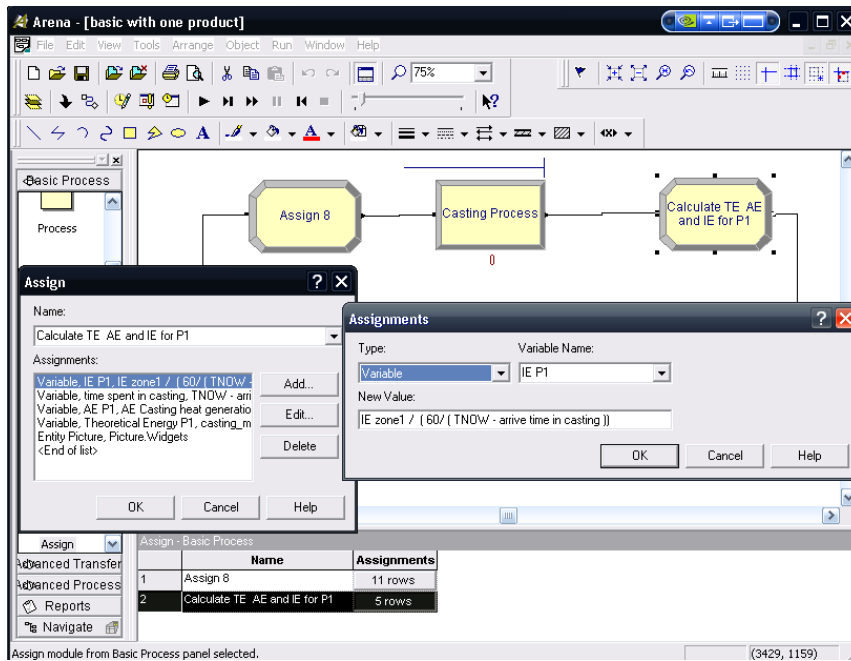 Arena - [basic with one product]
File Edit View Tools Arrange Object Run Window Help
75%
Basic Process
Process
Assign 8
Casting Process
0
Calculate TE AE
and IE for P1
Assign
Name:
Calculate TE AE and IE for P1
Assignments:
Variable, IE P1, IE zone1 / ( 60/ ( TNOW -
Variable, time spent in casting, TNOW - arri
Variable, AE P1, AE Casting heat generatio
Variable, Theoretical Energy P1, casting_m
Entity Picture, Picture.Widgets
<End of list>
Add...
Edit...
Delete
OK Cancel Help
Assignments
Type:
Variable Name:
Variable
IE P1
New Value:
IE zone1 / ( 60/ ( TNOW - arrive time in casting ))
OK Cancel Help
Assign
Advanced Transfer
Advanced Process
Reports
Navigate
Assign - Basic Process
Name Assignments
1 Assign 8 11 rows
2 Calculate TE AE and IE for P1 5 rows
Assign module from Basic Process panel selected.
(3429, 1159)